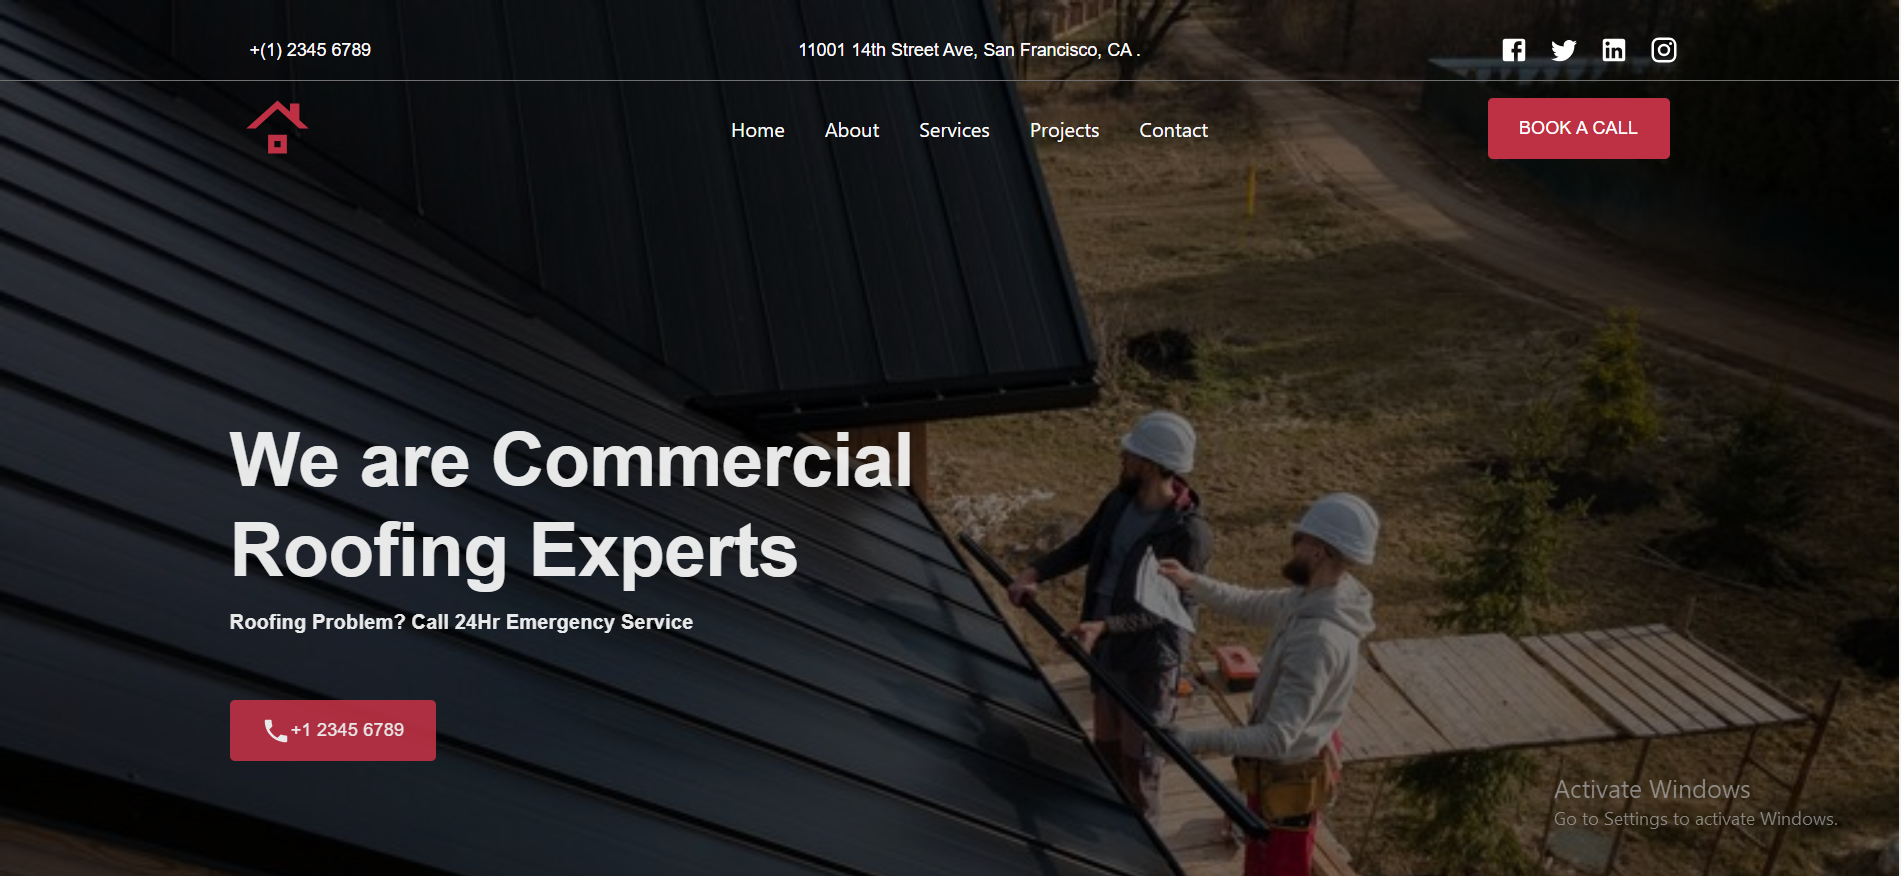 +(1) 2345 6789
11001 14th Street Ave, San Francisco, CA .
Home
About
Services
Projects
Contact
BOOK A CALL
We are Commercial
Roofing Experts
Roofing Problem? Call 24Hr Emergency Service
+1 2345 6789
Activate Windows
Go to Settings to activate Windows.